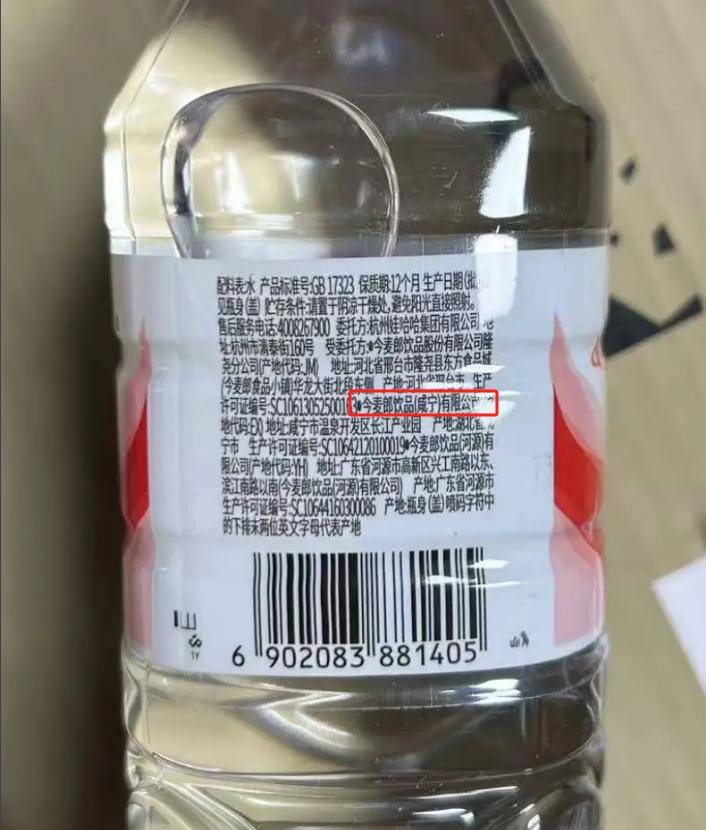 配料表:水 产品标准号:GB 17323 保质期:12个月 生产日期(批
见瓶身(盖) 贮存条件:请置于阴凉干燥处,避免阳光直接照射。
售后服务电话:4008267900 委托方:杭州娃哈哈集团有限公司 地
址:杭州市清泰街160号 受委托方:●今麦郎饮品股份有限公司隆
尧分公司(产地代码:JM) 地址:河北省邢台市隆尧县东方食品城
(今麦郎食品小镇)华龙大街北段东侧 产地:河北省邢台市 生产
许可证编号:SC10613052500163●今麦郎饮品(咸宁)有限公司
地代码:EX) 地址:咸宁市温泉开发区长江产业园 产地:湖北省
宁市 生产许可证编号:SC10642120100019●今麦郎饮品(河源)有
限公司(产地代码:YH) 地址:广东省河源市高新区兴工南路以东、
滨江南路以南(今麦郎饮品(河源)有限公司) 产地:广东省河源市
生产许可证编号:SC10644160300086 产地:瓶身(盖)喷码字符中
的下排末两位英文字母代表产地
6 902083 881405